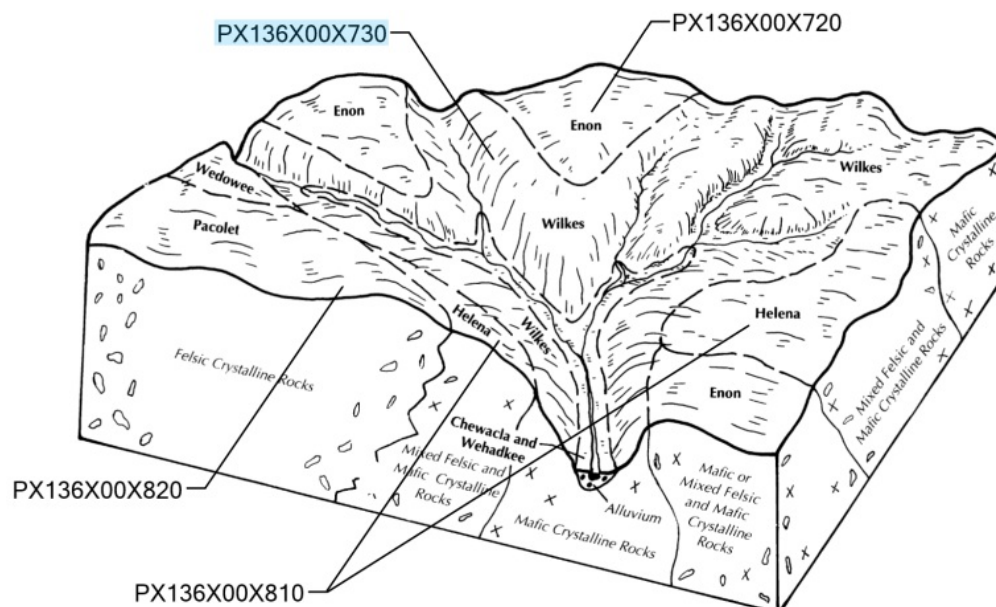 PX136X00X730
PX136X00X720
Enon
Enon
Wilkes
Wedowee
Pacolet
Wilkes
Mafic
Crystalline
Rocks
Helena
Wilkes
Helena
Felsic Crystalline Rocks
Mixed Felsic and
Mafic Crystalline Rocks
Enon
Chewacla and
Wehadkee
Mixed Felsic and
Mafic Crystalline
Rocks
Mafic or
Mixed Felsic
and Mafic
Crystalline
Rocks
Alluvium
Mafic Crystalline Rocks
PX136X00X820
PX136X00X810